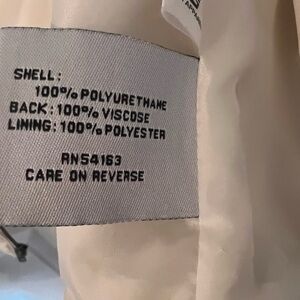 SHELL:
100% POLYURETHANE
BACK: 100% VISCOSE
LINING: 100% POLYESTER
RN54163
CARE ON REVERSE